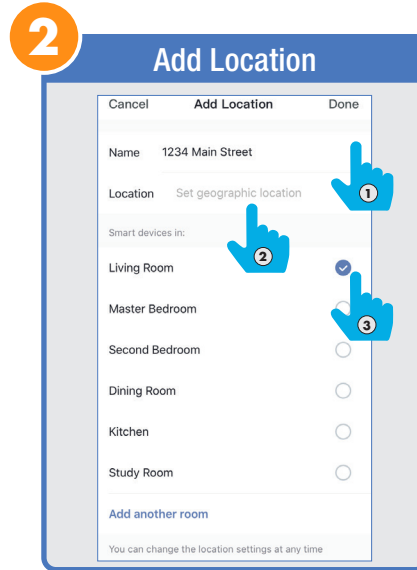 2
Add Location
Cancel Add Location Done
Name 1234 Main Street
1
Location Set geographic location
Smart devices in:
2
Living Room
Master Bedroom
3
Second Bedroom
Dining Room
Kitchen
Study Room
Add another room
You can change the location settings at any time